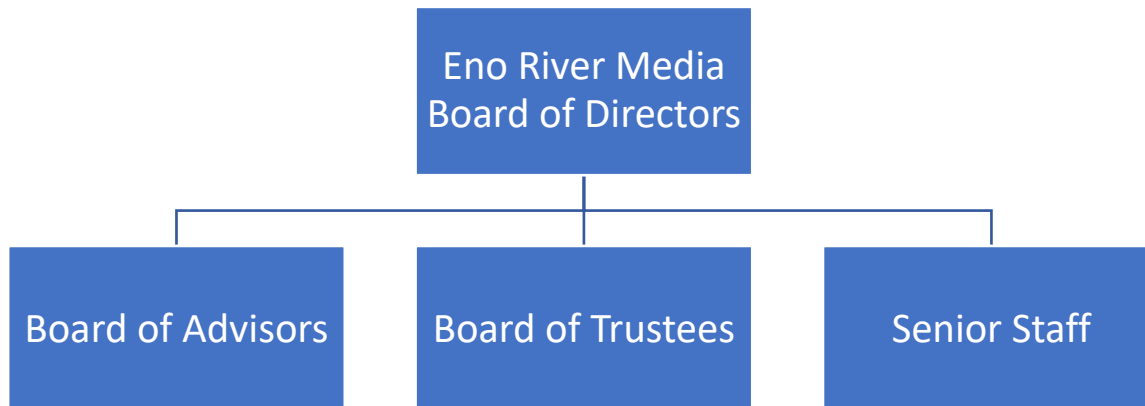 Eno River Media
Board of Directors
Board of Advisors
Board of Trustees
Senior Staff